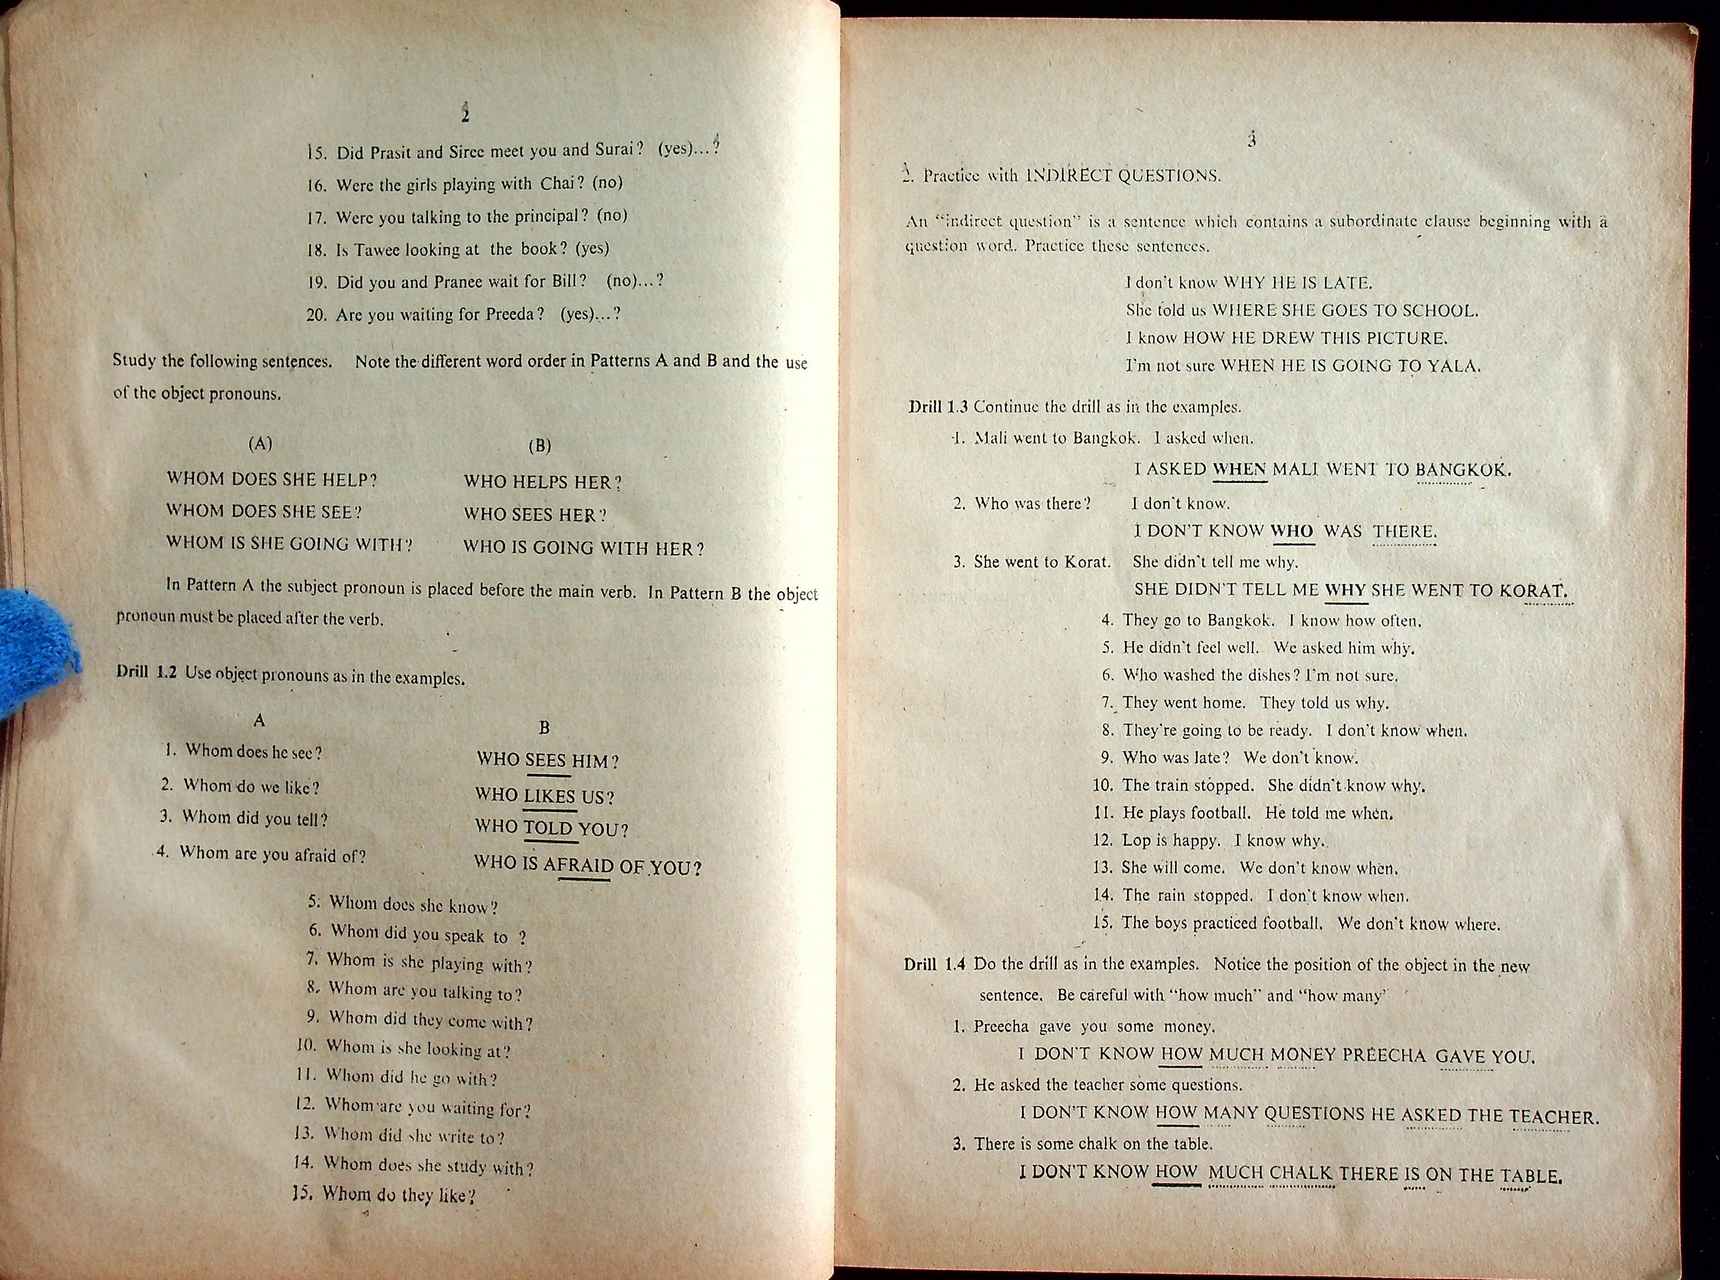 2
15. Did Prasit and Siree meet you and Surai? (yes)...?
16. Were the girls playing with Chai? (no)
17. Were you talking to the principal? (no)
18. Is Tawee looking at the book? (yes)
19. Did you and Pranee wait for Bill? (no)...?
20. Are you waiting for Preeda? (yes)...?
Study the following sentences. Note the different word order in Patterns A and B and the use
of the object pronouns.
(A) (B)
WHOM DOES SHE HELP? WHO HELPS HER?
WHOM DOES SHE SEE? WHO SEES HER?
WHOM IS SHE GOING WITH? WHO IS GOING WITH HER?
In Pattern A the subject pronoun is placed before the main verb. In Pattern B the object
pronoun must be placed after the verb.
Drill 1.2 Use object pronouns as in the examples.
A B
1. Whom does he see? WHO SEES HIM?
2. Whom do we like? WHO LIKES US?
3. Whom did you tell? WHO TOLD YOU?
4. Whom are you afraid of? WHO IS AFRAID OF YOU?
5. Whom does she know?
6. Whom did you speak to ?
7. Whom is she playing with?
8. Whom are you talking to?
9. Whom did they come with?
10. Whom is she looking at?
11. Whom did he go with?
12. Whom are you waiting for?
13. Whom did she write to?
14. Whom does she study with?
15. Whom do they like?
3
2. Practice with INDIRECT QUESTIONS.
An "indirect question" is a sentence which contains a subordinate clause beginning with a
question word. Practice these sentences.
I don't know WHY HE IS LATE.
She told us WHERE SHE GOES TO SCHOOL.
I know HOW HE DREW THIS PICTURE.
I'm not sure WHEN HE IS GOING TO YALA.
Drill 1.3 Continue the drill as in the examples.
1. Mali went to Bangkok. I asked when.
I ASKED WHEN MALI WENT TO BANGKOK.
2. Who was there? I don't know.
I DON'T KNOW WHO WAS THERE.
3. She went to Korat. She didn't tell me why.
SHE DIDN'T TELL ME WHY SHE WENT TO KORAT.
4. They go to Bangkok. I know how often.
5. He didn't feel well. We asked him why.
6. Who washed the dishes? I'm not sure.
7. They went home. They told us why.
8. They're going to be ready. I don't know when.
9. Who was late? We don't know.
10. The train stopped. She didn't know why.
11. He plays football. He told me when.
12. Lop is happy. I know why.
13. She will come. We don't know when.
14. The rain stopped. I don't know when.
15. The boys practiced football. We don't know where.
Drill 1.4 Do the drill as in the examples. Notice the position of the object in the new
sentence. Be careful with "how much" and "how many'
1. Preecha gave you some money.
I DON'T KNOW HOW MUCH MONEY PREECHA GAVE YOU.
2. He asked the teacher some questions.
I DON'T KNOW HOW MANY QUESTIONS HE ASKED THE TEACHER.
3. There is some chalk on the table.
I DON'T KNOW HOW MUCH CHALK THERE IS ON THE TABLE.